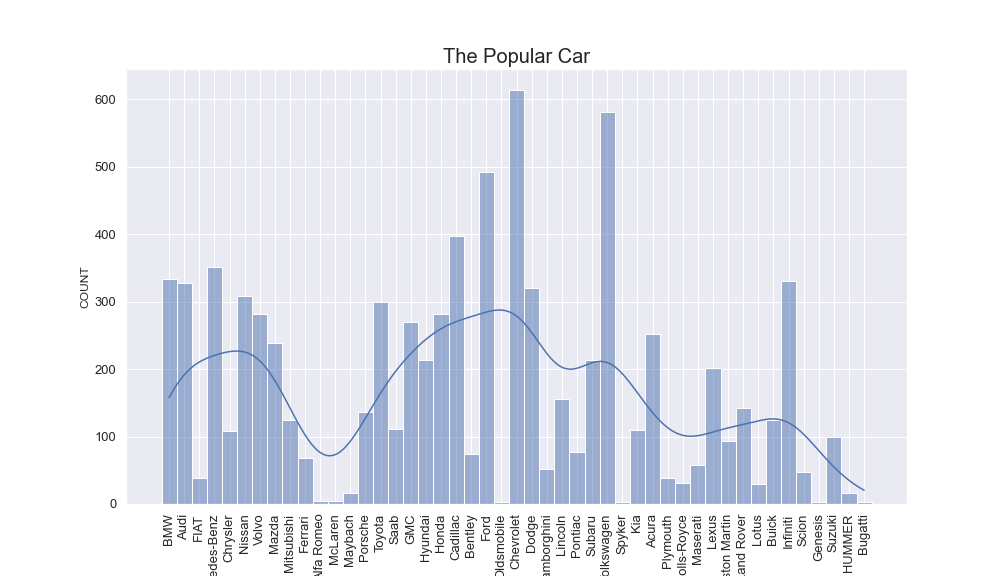 The Popular Car
COUNT
600
500
400
300
200
100
0
BMW
Audi
FIAT
edes-Benz
Chrysler
Nissan
Volvo
Mazda
Mitsubishi
Ferrari
lfa Romeo
McLaren
Maybach
Porsche
Toyota
Saab
GMC
Hyundai
Honda
Cadillac
Bentley
Ford
Oldsmobile
Chevrolet
Dodge
amborghini
Lincoln
Pontiac
Subaru
olkswagen
Spyker
Kia
Acura
Plymouth
olls-Royce
Maserati
Lexus
ston Martin
and Rover
Lotus
Buick
Infiniti
Scion
Genesis
Suzuki
HUMMER
Bugatti